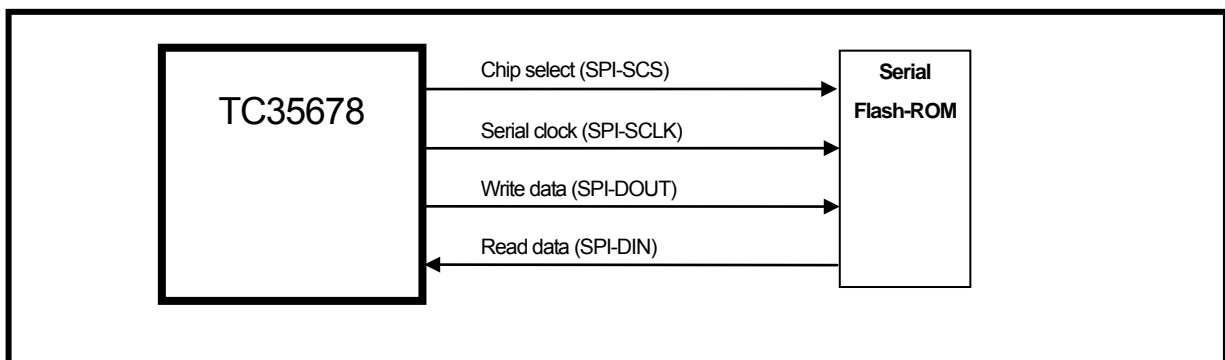 TC35678
Chip select (SPI-SCS)
Serial clock (SPI-SCLK)
Write data (SPI-DOUT)
Read data (SPI-DIN)
Serial
Flash-ROM